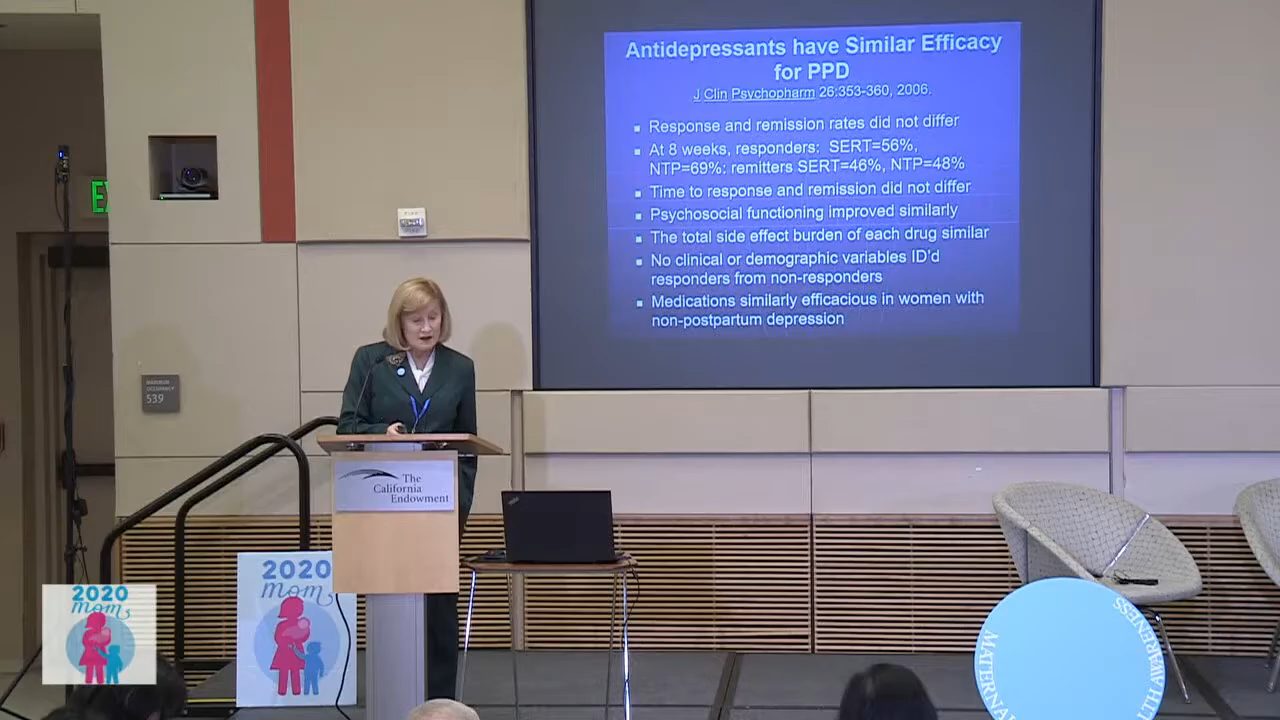 Antidepressants have Similar Efficacy
for PPD
J Clin Psychopharm 26:353-360, 2006.
Response and remission rates did not differ
At 8 weeks, responders: SERT=56%,
NTP=69%: remitters SERT=46%, NTP=48%
Time to response and remission did not differ
Psychosocial functioning improved similarly
The total side effect burden of each drug similar
No clinical or demographic variables ID'd
responders from non-responders
Medications similarly efficacious in women with
non-postpartum depression
MAXIMUM
OCCUPANCY
539
The
California
Endowment
2020
mom
2020
mom